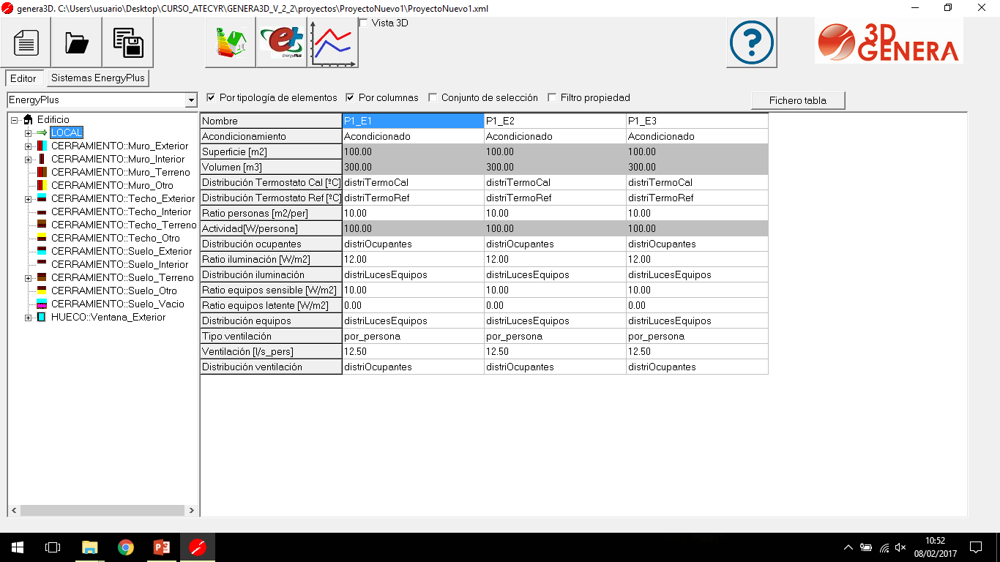 genera3D. C:\Users\usuario\Desktop\CURSO_ATECYR\GENERA3D_V_2_2\proyectos\ProyectoNuevo1\ProyectoNuevo1.xml
et
EnergyPlus
Vista 3D
?
3D
GENERA
Editor
Sistemas EnergyPlus
EnergyPlus
Por tipología de elementos
Por columnas
Conjunto de selección
Filtro propiedad
Fichero tabla
Edificio
LOCAL
CERRAMIENTO::Muro_Exterior
CERRAMIENTO::Muro_Interior
CERRAMIENTO::Muro_Terreno
CERRAMIENTO::Muro_Otro
CERRAMIENTO::Techo_Exterior
CERRAMIENTO::Techo_Interior
CERRAMIENTO::Techo_Terreno
CERRAMIENTO::Techo_Otro
CERRAMIENTO::Suelo_Exterior
CERRAMIENTO::Suelo_Interior
CERRAMIENTO::Suelo_Terreno
CERRAMIENTO::Suelo_Otro
CERRAMIENTO::Suelo_Vacio
HUECO::Ventana_Exterior
Nombre P1_E1 P1_E2 P1_E3
Acondicionamiento Acondicionado Acondicionado Acondicionado
Superficie [m2] 100.00 100.00 100.00
Volumen [m3] 300.00 300.00 300.00
Distribución Termostato Cal [ºC] distriTermoCal distriTermoCal distriTermoCal
Distribución Termostato Ref [ºC] distriTermoRef distriTermoRef distriTermoRef
Ratio personas [m2/per] 10.00 10.00 10.00
Actividad[W/persona] 100.00 100.00 100.00
Distribución ocupantes distriOcupantes distriOcupantes distriOcupantes
Ratio iluminación [W/m2] 12.00 12.00 12.00
Distribución iluminación distriLucesEquipos distriLucesEquipos distriLucesEquipos
Ratio equipos sensible [W/m2] 10.00 10.00 10.00
Ratio equipos latente [W/m2] 0.00 0.00 0.00
Distribución equipos distriLucesEquipos distriLucesEquipos distriLucesEquipos
Tipo ventilación por_persona por_persona por_persona
Ventilación [l/s_pers] 12.50 12.50 12.50
Distribución ventilación distriOcupantes distriOcupantes distriOcupantes
10:52
08/02/2017